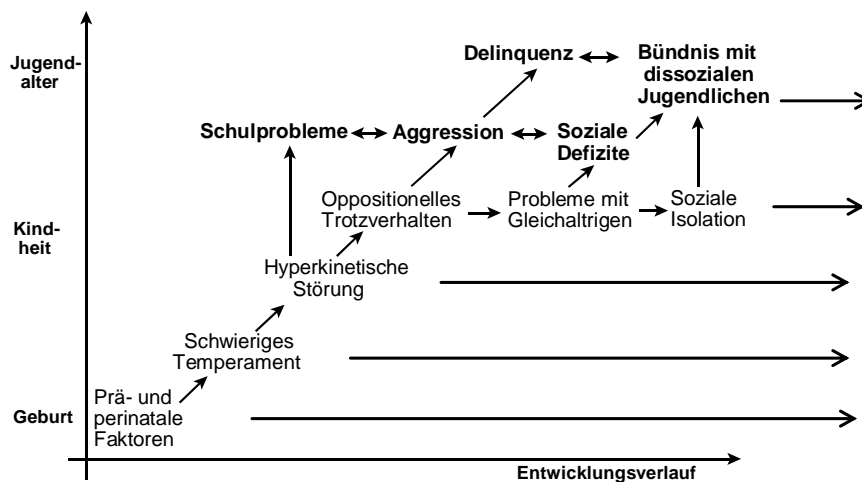 Jugend-
alter
Delinquenz
Bündnis mit
dissozialen
Jugendlichen
Schulprobleme
Aggression
Soziale
Defizite
Kind-
heit
Oppositionelles
Trotzverhalten
Probleme mit
Gleichaltrigen
Soziale
Isolation
Hyperkinetische
Störung
Schwieriges
Temperament
Geburt
Prä- und
perinatale
Faktoren
Entwicklungsverlauf